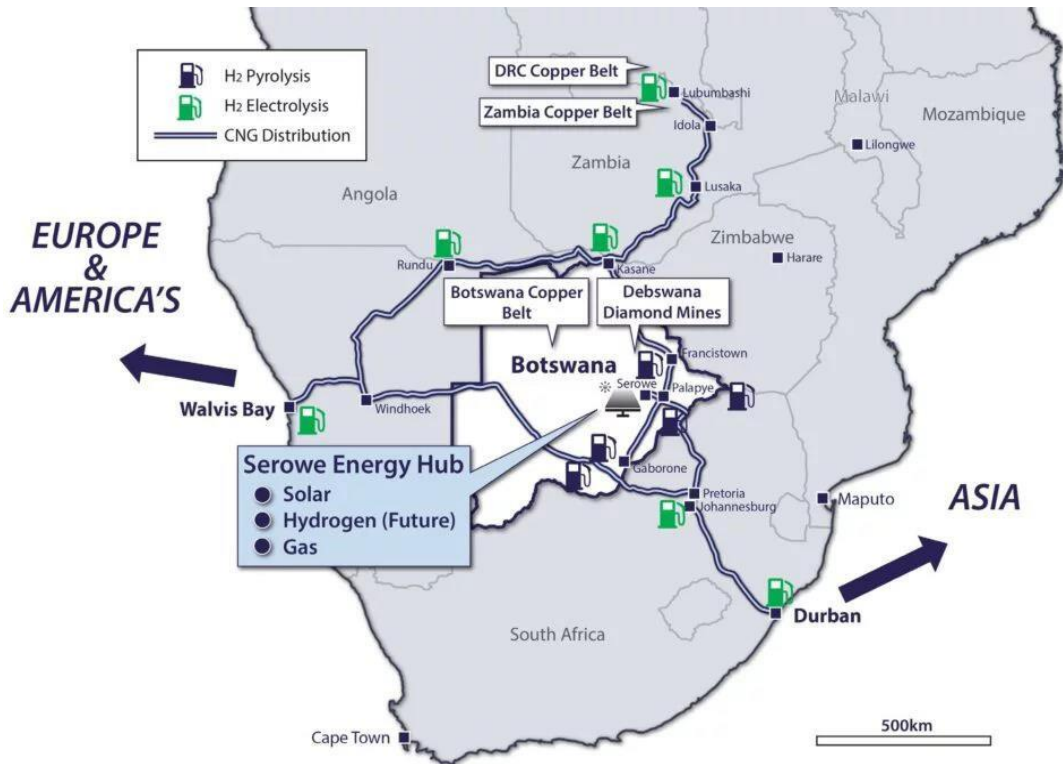 H₂ Pyrolysis
H₂ Electrolysis
CNG Distribution
DRC Copper Belt
Lubumbashi
Zambia Copper Belt
Idola
Malawi
Mozambique
Lilongwe
Zambia
Angola
Lusaka
EUROPE
&
AMERICA'S
Zimbabwe
Harare
Rundu
Kasane
Botswana Copper
Belt
Debswana
Diamond Mines
Botswana
Francistown
Serowe
Palapye
Walvis Bay
Windhoek
Serowe Energy Hub
Solar
Hydrogen (Future)
Gas
Gaborone
Pretoria
Johannesburg
Maputo
ASIA
Durban
South Africa
Cape Town
500km